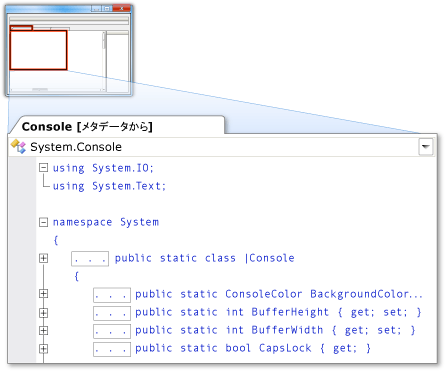 Console [メタデータから]
System.Console
using System.IO;
using System.Text;
namespace System
{
. . . public static class |Console
{
. . . public static ConsoleColor BackgroundColor...
. . . public static int BufferHeight { get; set; }
. . . public static int BufferWidth { get; set; }
. . . public static bool CapsLock { get; }